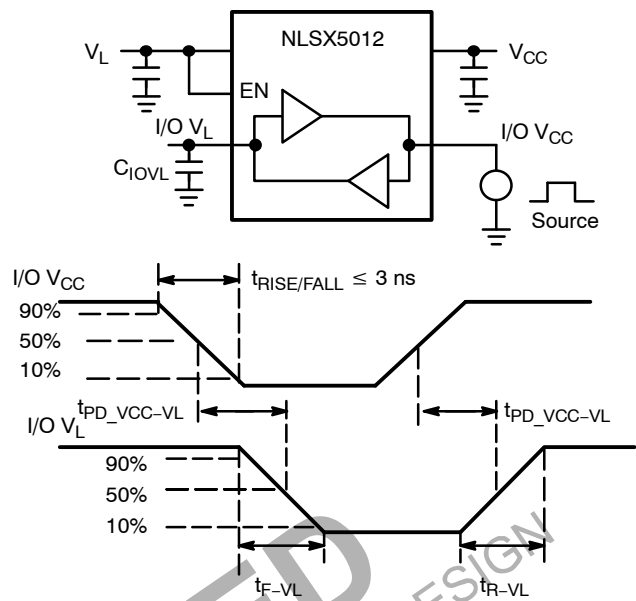 NLSX5012
V_L
V_CC
EN
I/O V_L
I/O V_CC
C_IOVL
Source
I/O V_CC
t_RISE/FALL ≤ 3 ns
90%
50%
10%
t_PD_VCC–VL
t_PD_VCC–VL
I/O V_L
90%
50%
10%
t_F–VL
t_R–VL
DESIGN